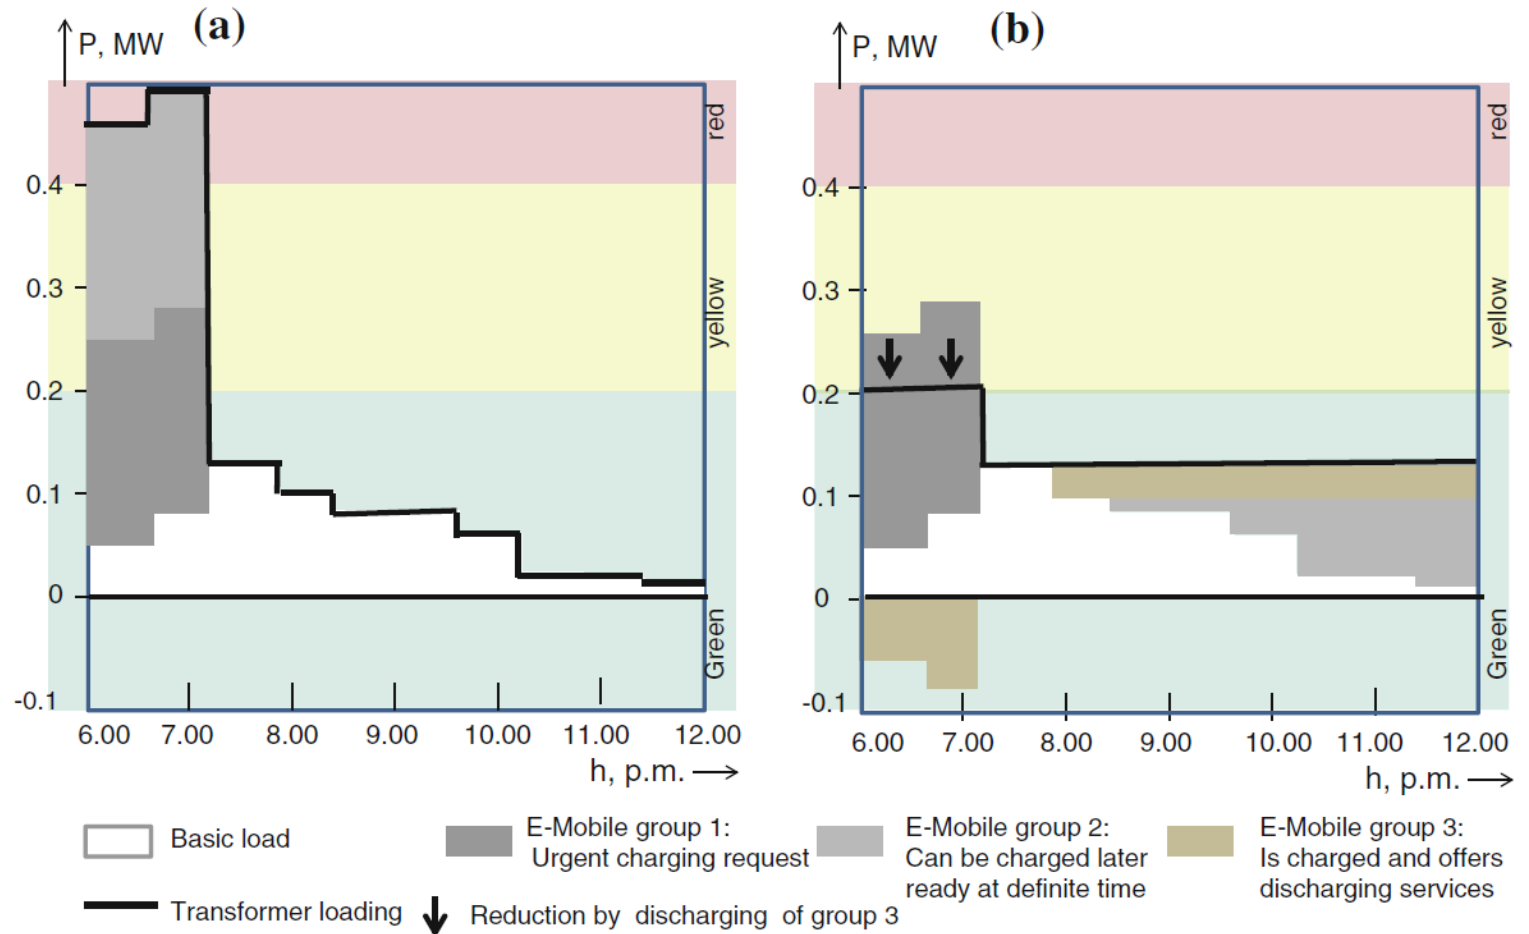 (a)
P, MW
red
0.4
0.3
yellow
0.2
0.1
0
Green
-0.1
6.00 7.00 8.00 9.00 10.00 11.00 12.00
h, p.m.
(b)
P, MW
red
0.4
0.3
yellow
0.2
0.1
0
Green
-0.1
6.00 7.00 8.00 9.00 10.00 11.00 12.00
h, p.m.
Basic load
E-Mobile group 1:
Urgent charging request
E-Mobile group 2:
Can be charged later
ready at definite time
E-Mobile group 3:
Is charged and offers
discharging services
Transformer loading
Reduction by discharging of group 3